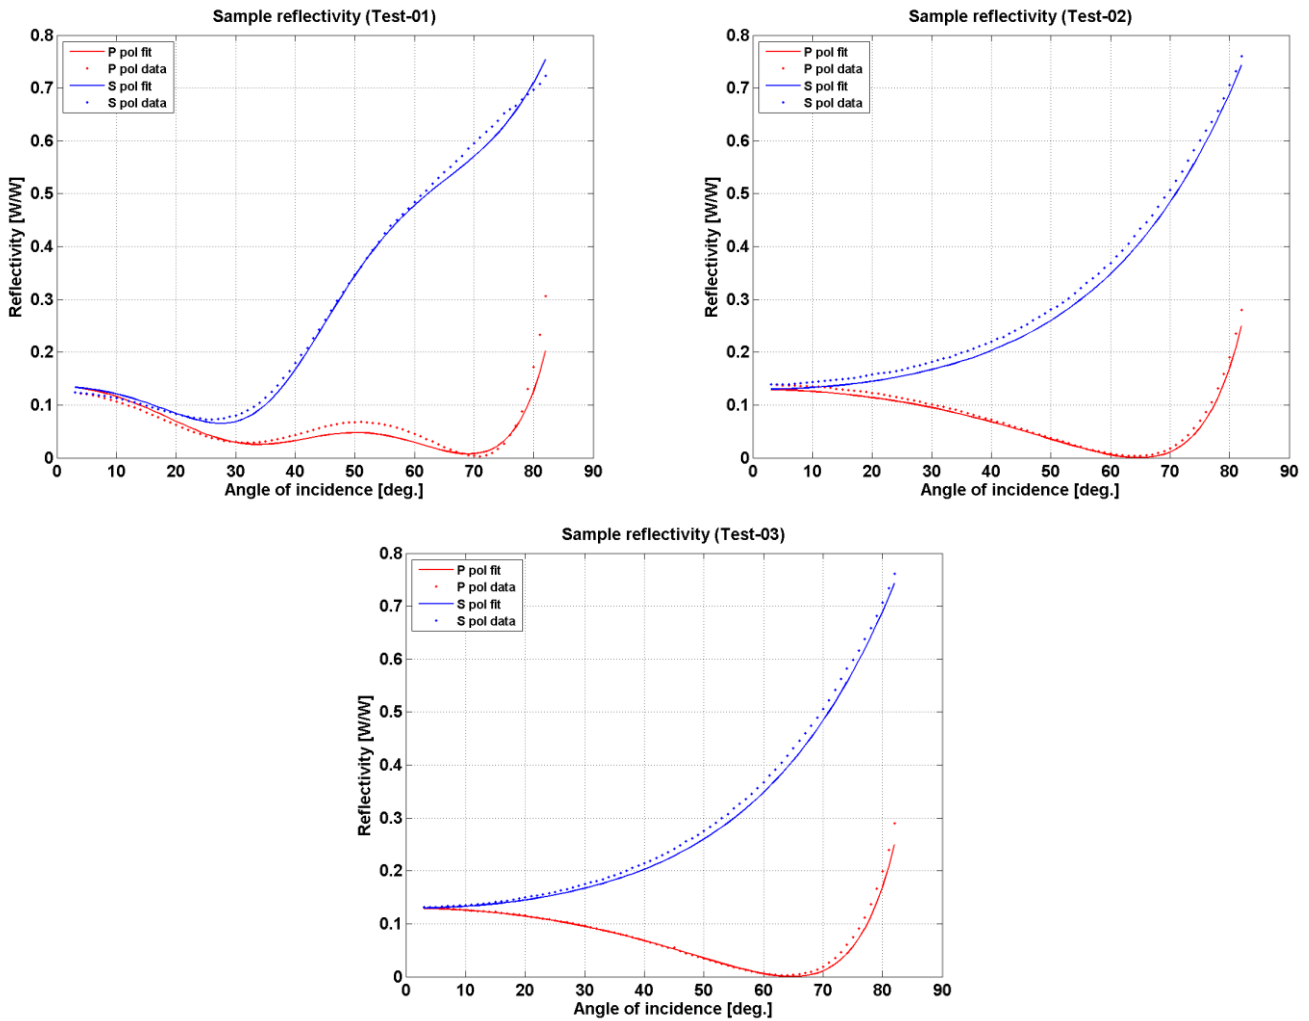 Sample reflectivity (Test-01)
P pol fit
P pol data
S pol fit
S pol data
0.8
0.7
0.6
0.5
0.4
0.3
0.2
0.1
0
Reflectivity [W/W]
0 10 20 30 40 50 60 70 80 90
Angle of incidence [deg.]
Sample reflectivity (Test-02)
P pol fit
P pol data
S pol fit
S pol data
0.8
0.7
0.6
0.5
0.4
0.3
0.2
0.1
0
Reflectivity [W/W]
0 10 20 30 40 50 60 70 80 90
Angle of incidence [deg.]
Sample reflectivity (Test-03)
P pol fit
P pol data
S pol fit
S pol data
0.8
0.7
0.6
0.5
0.4
0.3
0.2
0.1
0
Reflectivity [W/W]
0 10 20 30 40 50 60 70 80 90
Angle of incidence [deg.]